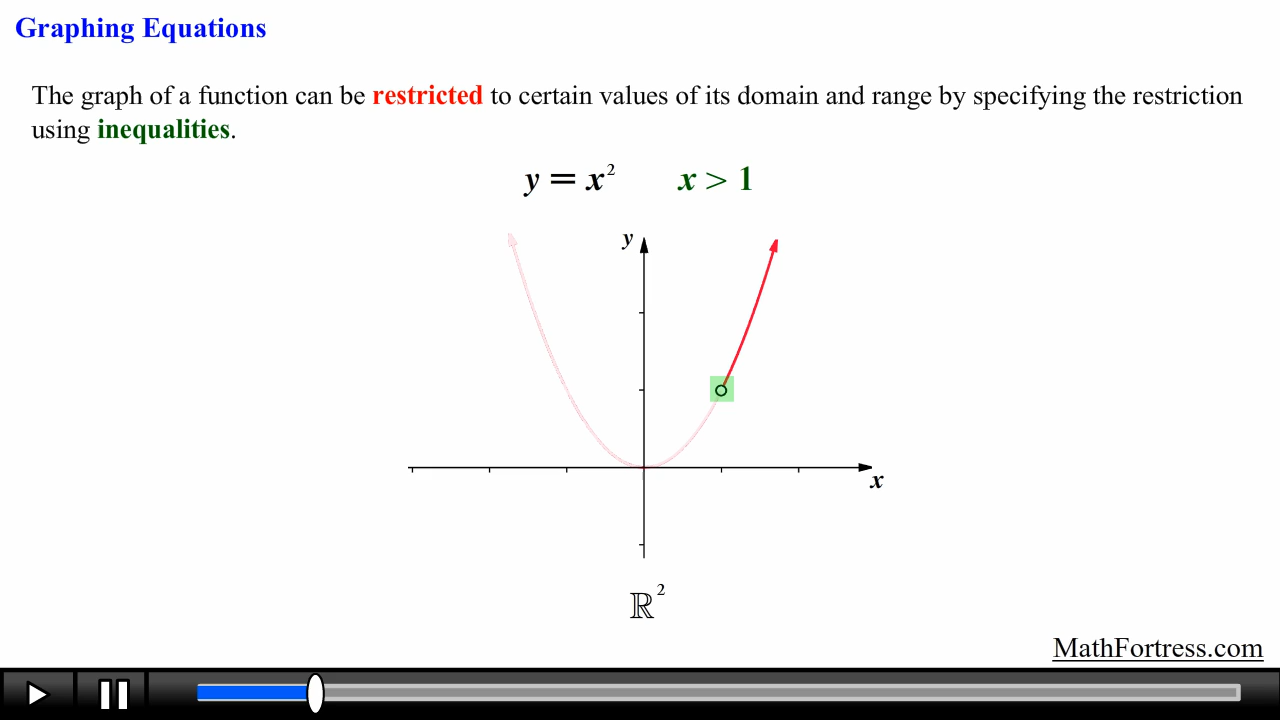 Graphing Equations
The graph of a function can be restricted to certain values of its domain and range by specifying the restriction
using inequalities.
y = x² x > 1
y
x
ℝ²
MathFortress.com